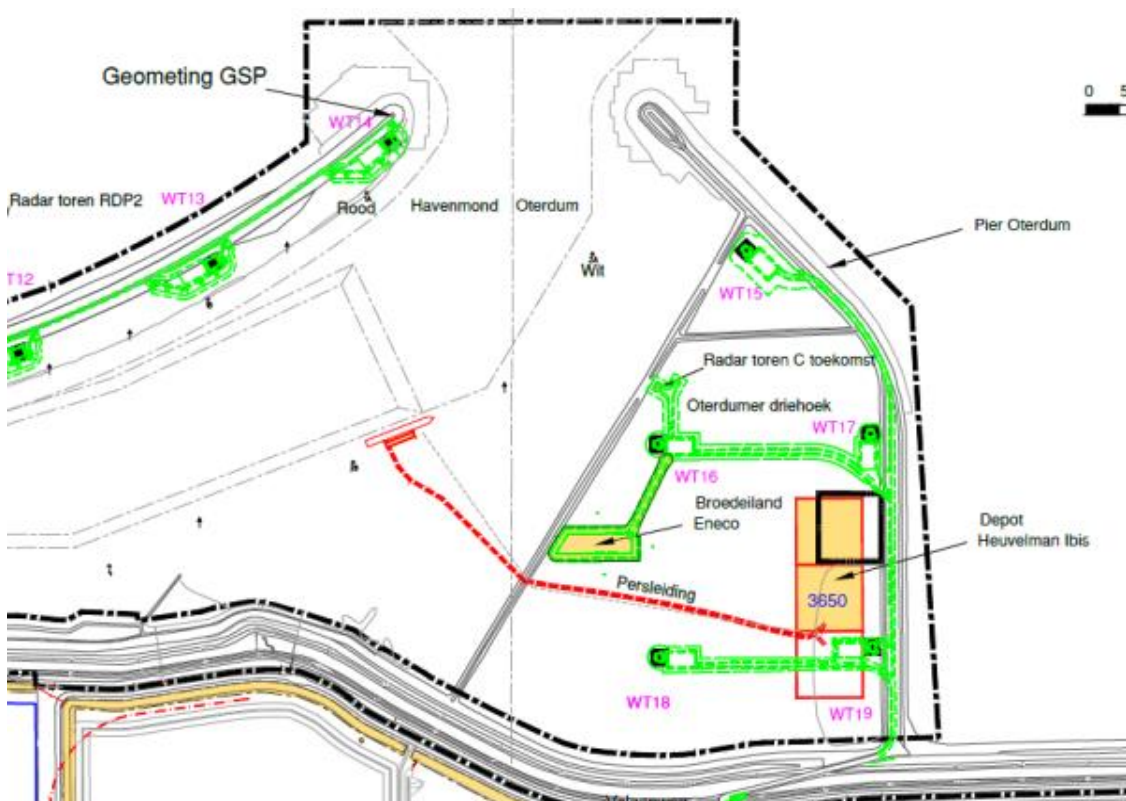 Geometing GSP
0 5
WT14
Radar toren RDP2
WT13
Rood
Havenmond Oterdum
Pier Oterdum
Wit
WT15
Radar toren C toekomst
Oterdumer driehoek
WT17
WT16
Broedeiland
Eneco
Depot
Heuvelman Ibis
Persleiding
3650
WT18
WT19